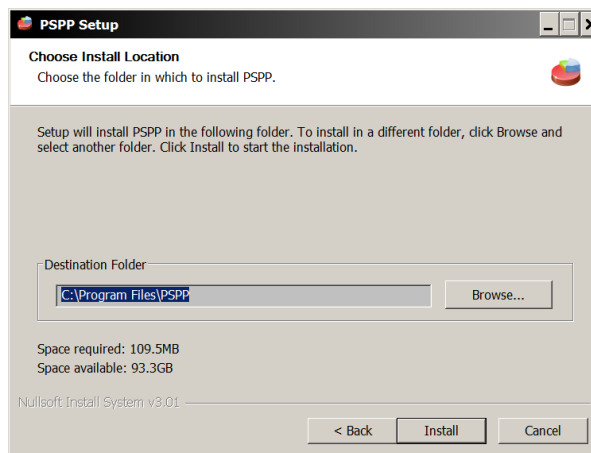 PSPP Setup
Choose Install Location
Choose the folder in which to install PSPP.
Setup will install PSPP in the following folder. To install in a different folder, click Browse and
select another folder. Click Install to start the installation.
Destination Folder
C:\Program Files\PSPP
Browse...
Space required: 109.5MB
Space available: 93.3GB
Nullsoft Install System v3.01
< Back
Install
Cancel